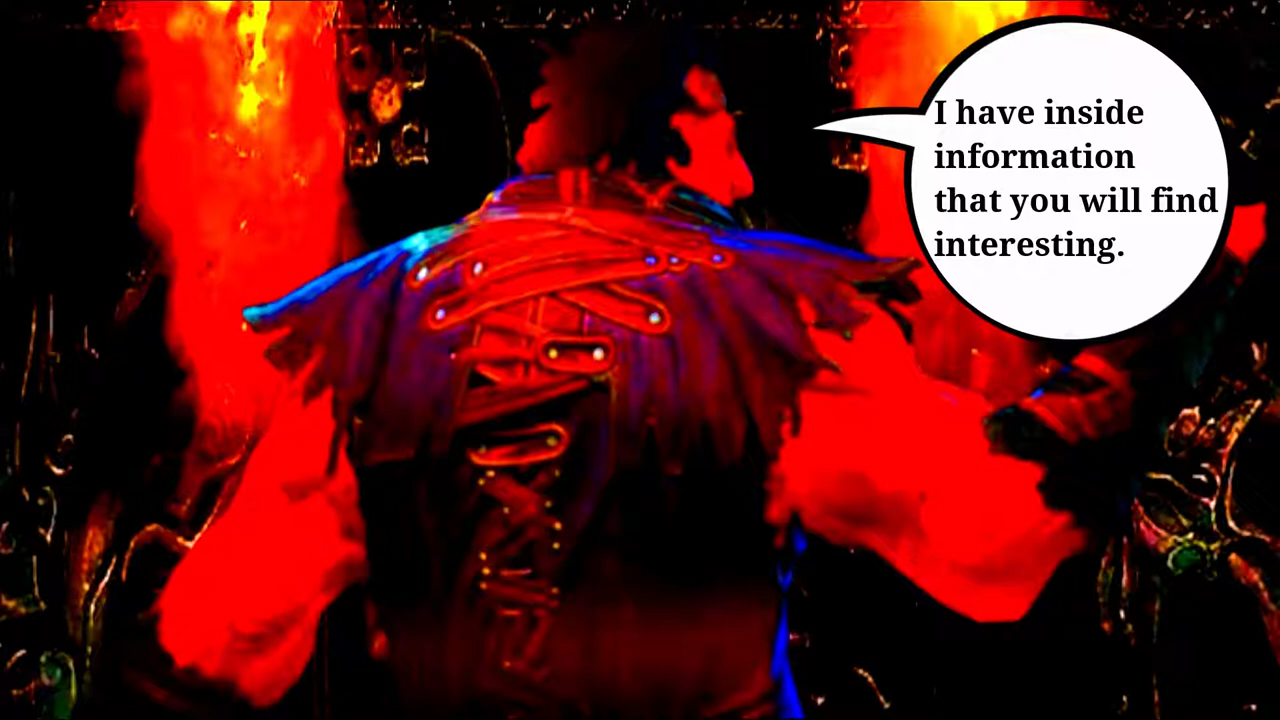 I have inside
information
that you will find
interesting.